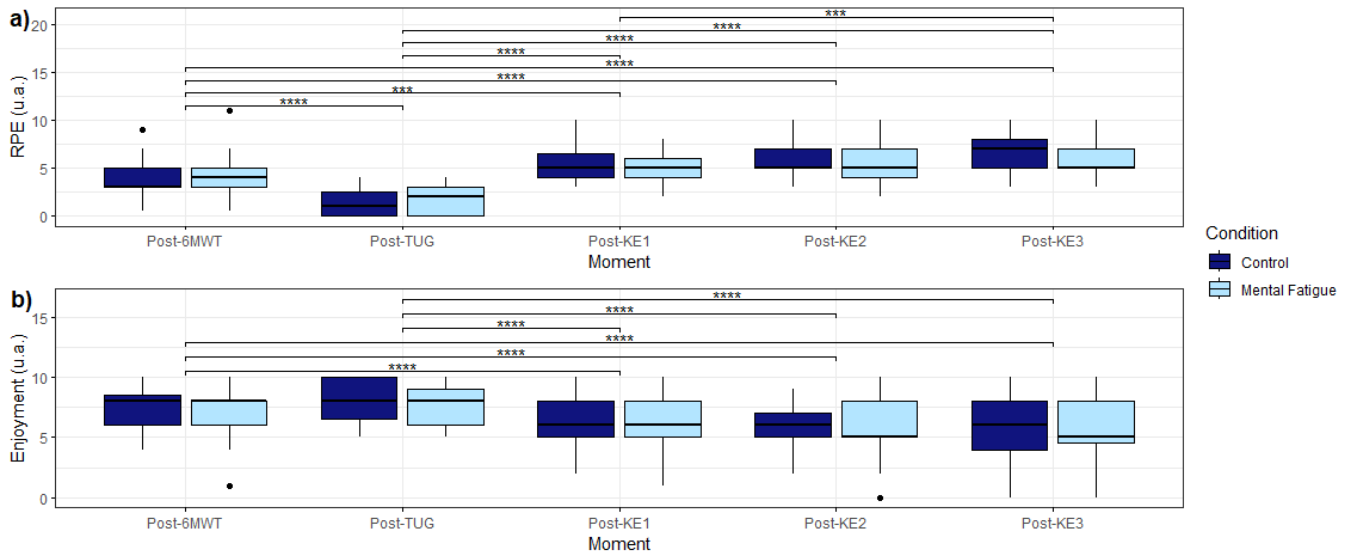 a)
20
15
10
5
0
RPE (u.a.)
***
****
****
****
****
****
***
****
Post-6MWT
Post-TUG
Post-KE1
Post-KE2
Post-KE3
Moment
Condition
Control
Mental Fatigue
b)
15
10
5
0
Enjoyment (u.a.)
****
****
****
****
****
****
Post-6MWT
Post-TUG
Post-KE1
Post-KE2
Post-KE3
Moment